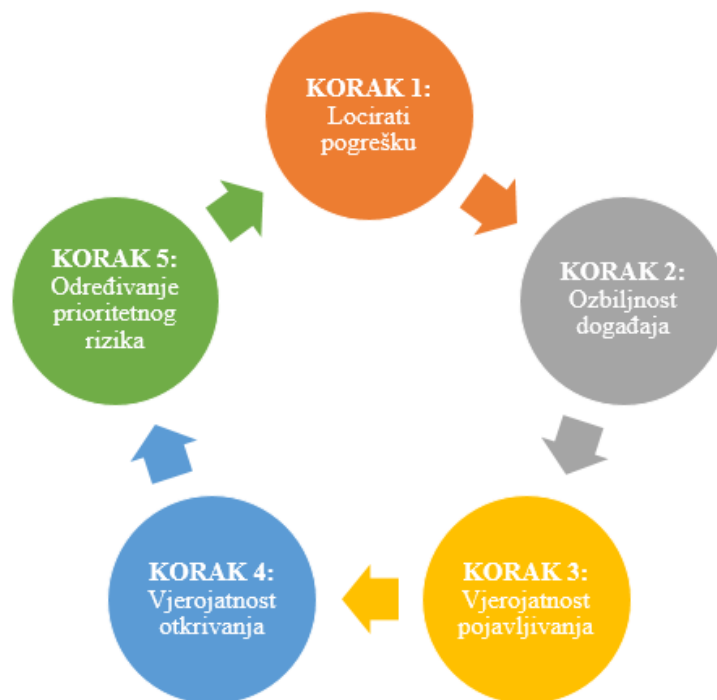 KORAK 1:
Locirati
pogrešku
KORAK 2:
Ozbiljnost
događaja
KORAK 3:
Vjerojatnost
pojavljivanja
KORAK 4:
Vjerojatnost
otkrivanja
KORAK 5:
Određivanje
prioritetnog
rizika